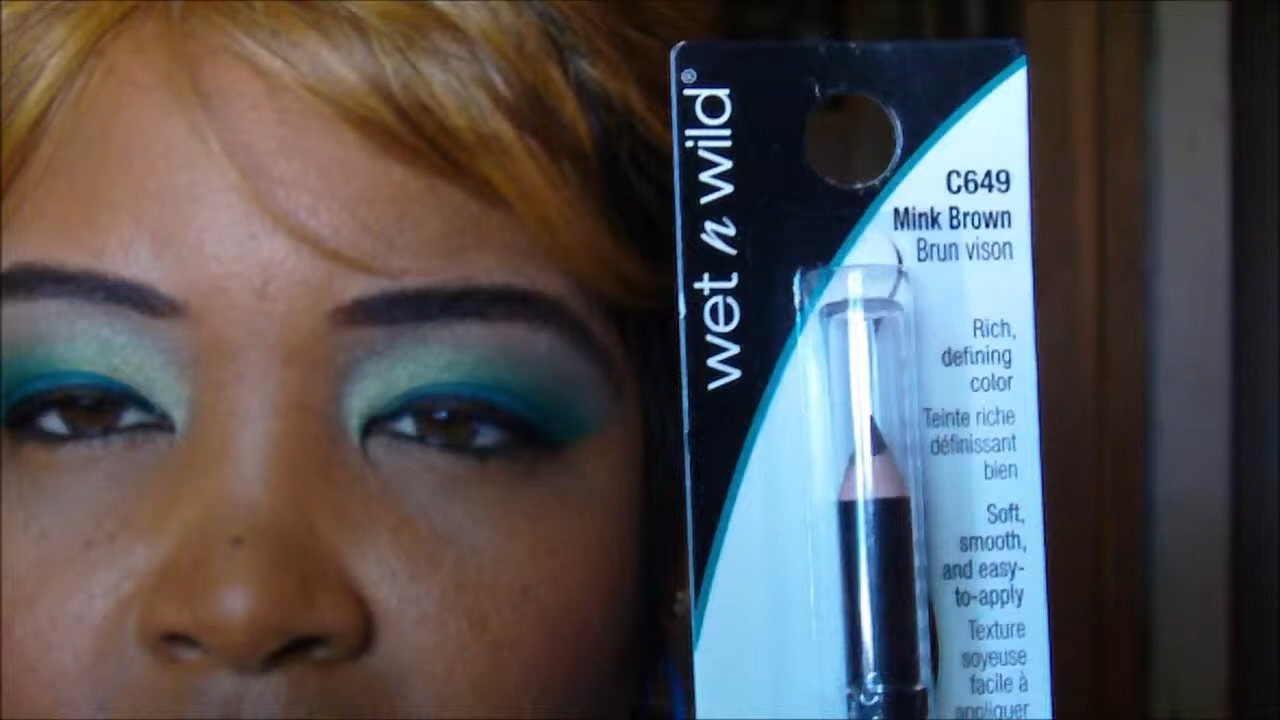 wet n wild®
C649
Mink Brown
Brun vison
Rich,
defining
color
Teinte riche
définissant
bien
Soft,
smooth,
and easy-
to-apply
Texture
soyeuse
facile à
appliquer